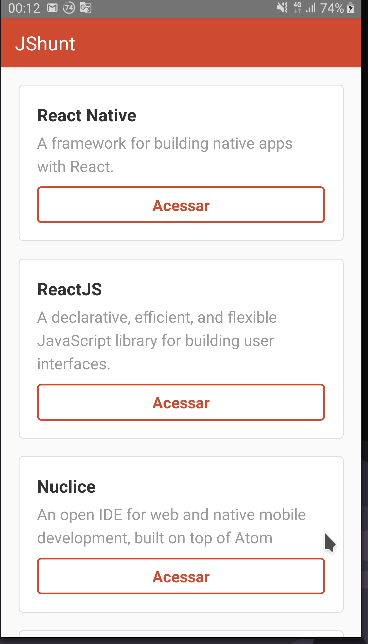 00:12 74 4G 74%
JShunt
React Native
A framework for building native apps
with React.
Acessar
ReactJS
A declarative, efficient, and flexible
JavaScript library for building user
interfaces.
Acessar
Nuclice
An open IDE for web and native mobile
development, built on top of Atom
Acessar